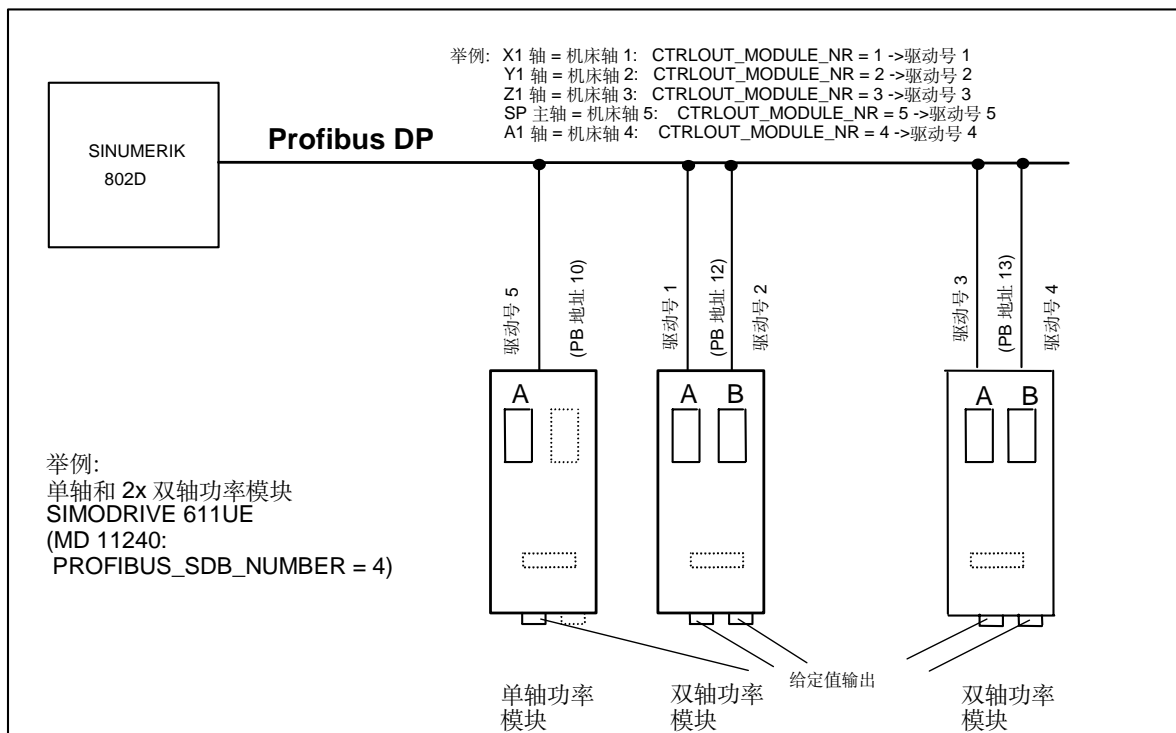 举例: X1 轴 = 机床轴 1: CTRLOUT_MODULE_NR = 1 ->驱动号 1
Y1 轴 = 机床轴 2: CTRLOUT_MODULE_NR = 2 ->驱动号 2
Z1 轴 = 机床轴 3: CTRLOUT_MODULE_NR = 3 ->驱动号 3
SP 主轴 = 机床轴 5: CTRLOUT_MODULE_NR = 5 ->驱动号 5
A1 轴 = 机床轴 4: CTRLOUT_MODULE_NR = 4 ->驱动号 4
SINUMERIK
802D
Profibus DP
驱动号 5
(PB 地址 10)
驱动号 1
(PB 地址 12)
驱动号 2
驱动号 3
(PB 地址 13)
驱动号 4
A
A B
A B
举例:
单轴和 2x 双轴功率模块
SIMODRIVE 611UE
(MD 11240:
PROFIBUS_SDB_NUMBER = 4)
给定值输出
单轴功率
模块
双轴功率
模块
双轴功率
模块